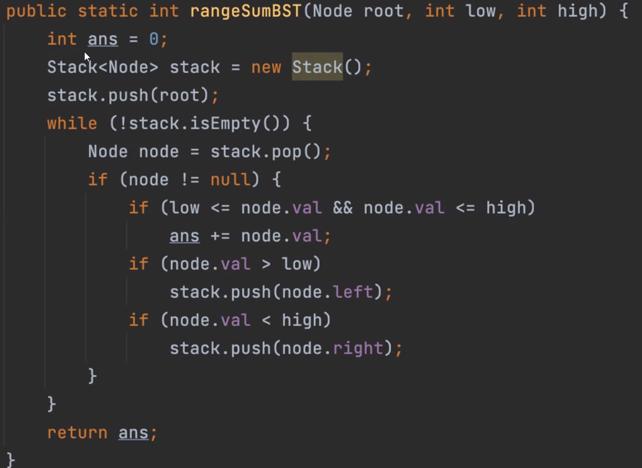 public static int rangeSumBST(Node root, int low, int high) {
    int ans = 0;
    Stack<Node> stack = new Stack();
    stack.push(root);
    while (!stack.isEmpty()) {
        Node node = stack.pop();
        if (node != null) {
            if (low <= node.val && node.val <= high)
                ans += node.val;
            if (node.val > low)
                stack.push(node.left);
            if (node.val < high)
                stack.push(node.right);
        }
    }
    return ans;
}